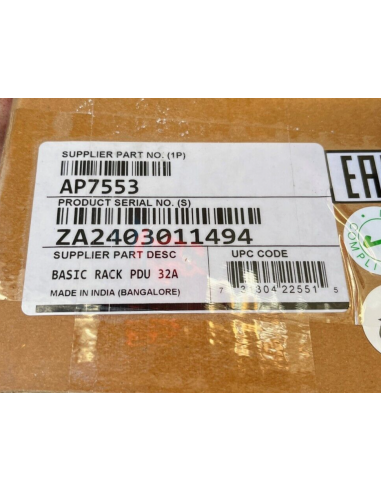 SUPPLIER PART NO. (1P)
AP7553
PRODUCT SERIAL NO. (S)
ZA2403011494
SUPPLIER PART DESC
UPC CODE
BASIC RACK PDU 32A
MADE IN INDIA (BANGALORE)
EAC